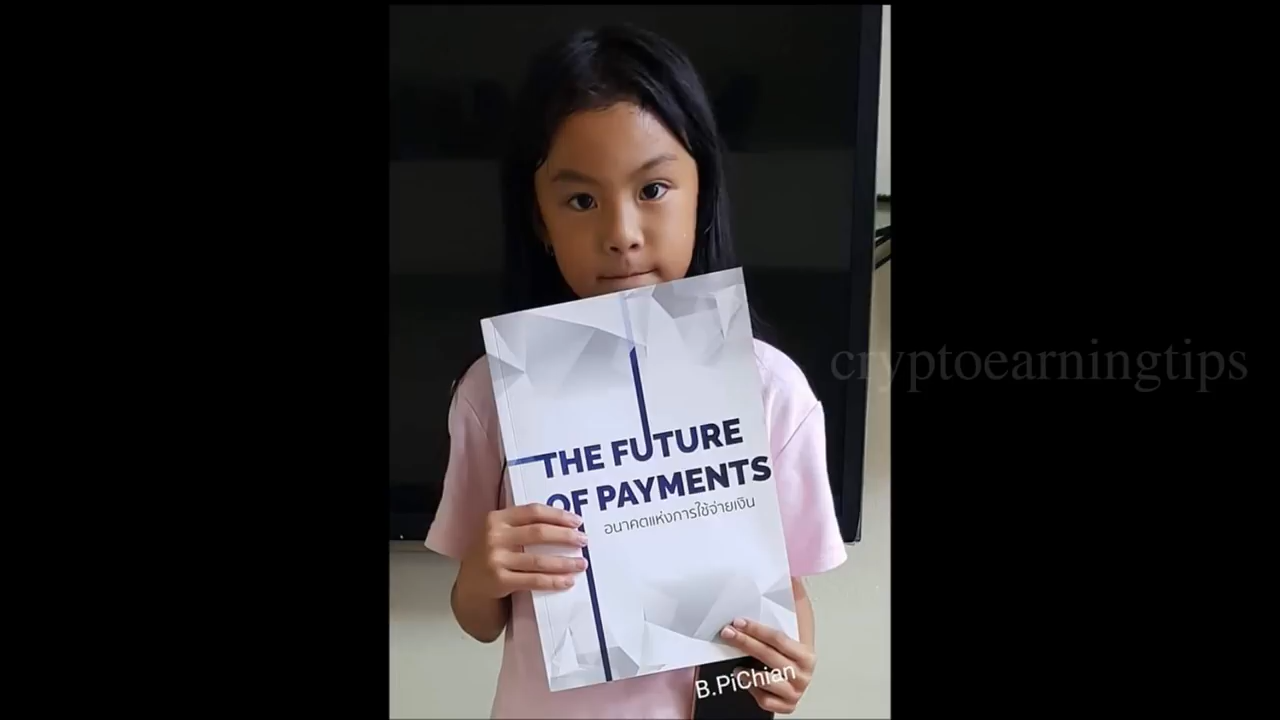 THE FUTURE
OF PAYMENTS
อนาคตแห่งการใช้จ่ายเงิน
cryptoearningtips
B.PiChian